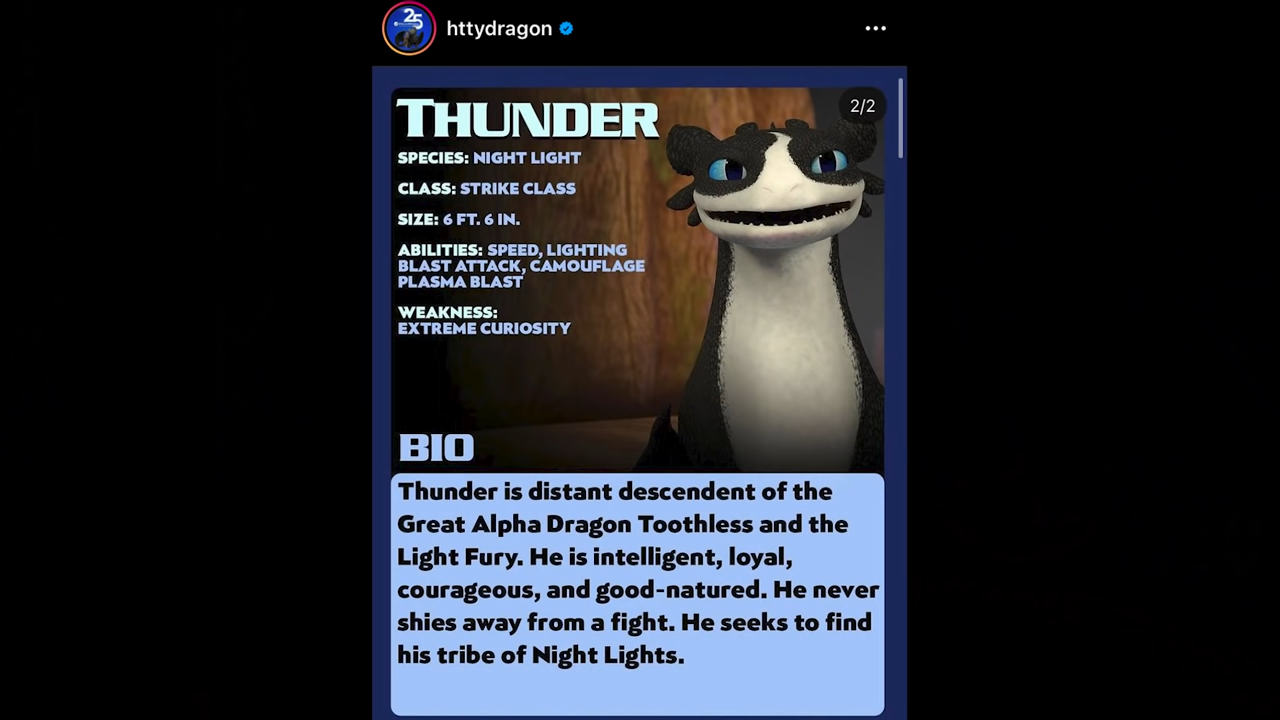 25
httydragon
2/2
THUNDER
SPECIES: NIGHT LIGHT
CLASS: STRIKE CLASS
SIZE: 6 FT. 6 IN.
ABILITIES: SPEED, LIGHTING
BLAST ATTACK, CAMOUFLAGE
PLASMA BLAST
WEAKNESS:
EXTREME CURIOSITY
BIO
Thunder is distant descendent of the
Great Alpha Dragon Toothless and the
Light Fury. He is intelligent, loyal,
courageous, and good-natured. He never
shies away from a fight. He seeks to find
his tribe of Night Lights.